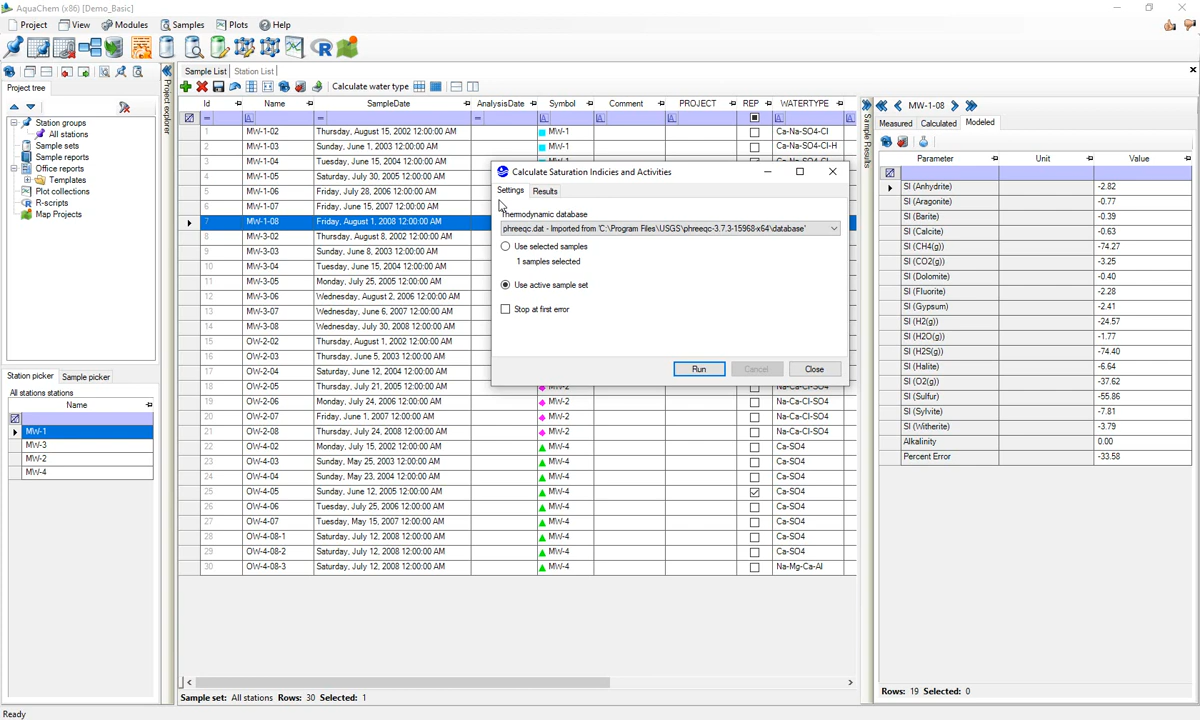 AquaChem (x86) [Demo_Basic]
Project View Modules Samples Plots Help
Project tree
Station groups
All stations
Sample sets
Sample reports
Office reports
Templates
Plot collections
R-scripts
Map Projects
Station picker Sample picker
All stations stations
Name
MW-1
MW-3
MW-2
MW-4
Project explorer
Sample List Station List
Calculate water type
Id Name SampleDate AnalysisDate Symbol Comment PROJECT REP WATERTYPE
1 MW-1-02 Thursday, August 15, 2002 12:00:00 AM MW-1 Ca-Na-SO4-Cl
2 MW-1-03 Sunday, June 1, 2003 12:00:00 AM MW-1 Ca-Na-SO4-Cl-H
3 MW-1-04 Tuesday, June 15, 2004 12:00:00 AM
4 MW-1-05 Saturday, July 30, 2005 12:00:00 AM
5 MW-1-06 Friday, July 28, 2006 12:00:00 AM
6 MW-1-07 Friday, June 15, 2007 12:00:00 AM
7 MW-1-08 Friday, August 1, 2008 12:00:00 AM
8 MW-3-02 Thursday, August 8, 2002 12:00:00 AM
9 MW-3-03 Sunday, June 8, 2003 12:00:00 AM
10 MW-3-04 Tuesday, June 15, 2004 12:00:00 AM
11 MW-3-05 Monday, July 25, 2005 12:00:00 AM
12 MW-3-06 Wednesday, August 2, 2006 12:00:00 AM
13 MW-3-07 Wednesday, June 6, 2007 12:00:00 AM
14 MW-3-08 Wednesday, July 30, 2008 12:00:00 AM
15 OW-2-02 Thursday, August 1, 2002 12:00:00 AM
16 OW-2-03 Thursday, June 5, 2003 12:00:00 AM
17 OW-2-04 Saturday, June 12, 2004 12:00:00 AM
18 OW-2-05 Thursday, July 21, 2005 12:00:00 AM MW-2 Na-Ca-Cl-SO4
19 OW-2-06 Monday, July 24, 2006 12:00:00 AM MW-2 Na-Ca-Cl-SO4
20 OW-2-07 Friday, June 1, 2007 12:00:00 AM MW-2 Na-Ca-Cl-SO4
21 OW-2-08 Thursday, July 24, 2008 12:00:00 AM MW-2 Na-Ca-Cl-SO4
22 OW-4-02 Monday, July 15, 2002 12:00:00 AM MW-4 Ca-SO4
23 OW-4-03 Sunday, May 25, 2003 12:00:00 AM MW-4 Ca-SO4
24 OW-4-04 Sunday, May 23, 2004 12:00:00 AM MW-4 Ca-SO4
25 OW-4-05 Sunday, June 12, 2005 12:00:00 AM MW-4 Ca-SO4
26 OW-4-06 Tuesday, July 25, 2006 12:00:00 AM MW-4 Ca-SO4
27 OW-4-07 Tuesday, May 15, 2007 12:00:00 AM MW-4 Ca-SO4
28 OW-4-08-1 Saturday, July 12, 2008 12:00:00 AM MW-4 Ca-SO4
29 OW-4-08-2 Saturday, July 12, 2008 12:00:00 AM MW-4 Ca-SO4
30 OW-4-08-3 Saturday, July 12, 2008 12:00:00 AM MW-4 Na-Mg-Ca-Al
Sample set: All stations Rows: 30 Selected: 1
Calculate Saturation Indicies and Activities
Settings Results
Thermodynamic database
phreeqc.dat - Imported from 'C:\Program Files\USGS\phreeqc-3.7.3-15968-x64\database'
Use selected samples
1 samples selected
Use active sample set
Stop at first error
Run Cancel Close
Sample Results
MW-1-08
Measured Calculated Modeled
Parameter Unit Value
SI (Anhydrite) -2.82
SI (Aragonite) -0.77
SI (Barite) -0.39
SI (Calcite) -0.63
SI (CH4(g)) -74.27
SI (CO2(g)) -3.25
SI (Dolomite) -0.40
SI (Fluorite) -2.28
SI (Gypsum) -2.41
SI (H2(g)) -24.57
SI (H2O(g)) -1.77
SI (H2S(g)) -74.40
SI (Halite) -6.64
SI (O2(g)) -37.62
SI (Sulfur) -55.86
SI (Sylvite) -7.81
SI (Witherite) -3.79
Alkalinity 0.00
Percent Error -33.58
Rows: 19 Selected: 0
Ready